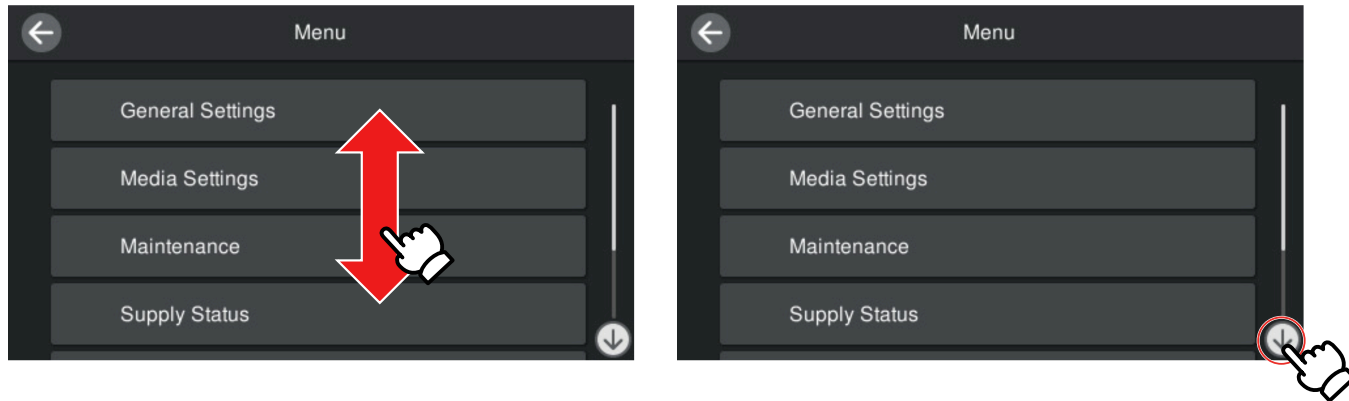 Menu
General Settings
Media Settings
Maintenance
Supply Status
Menu
General Settings
Media Settings
Maintenance
Supply Status